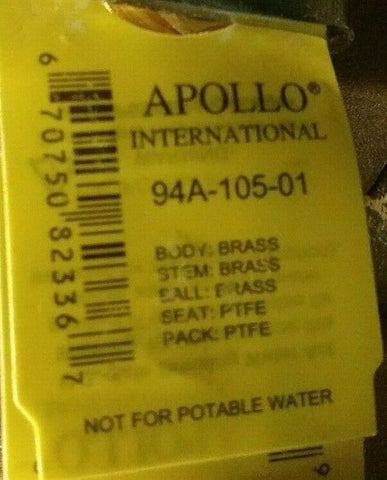 APOLLO®
INTERNATIONAL
94A-105-01
BODY: BRASS
STEM: BRASS
BALL: BRASS
SEAT: PTFE
PACK: PTFE
NOT FOR POTABLE WATER
6 70750 82336 7